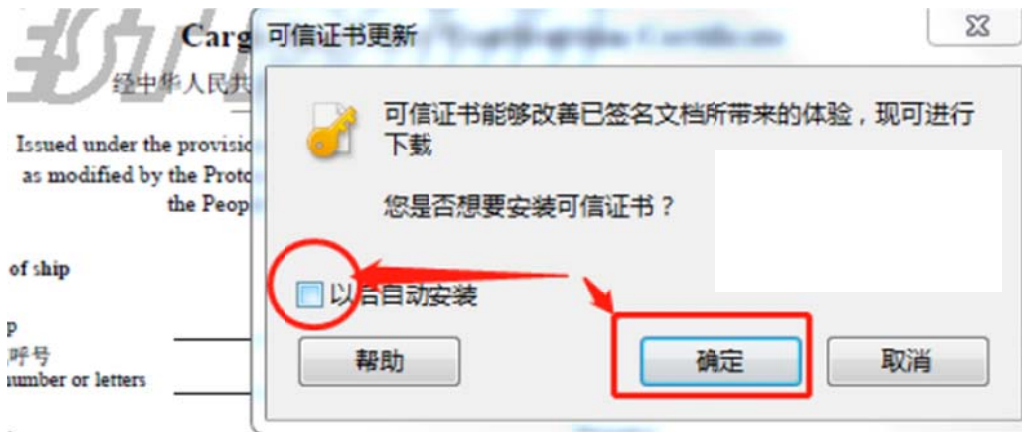 Carg
可信证书更新
经中华人民共
可信证书能够改善已签名文档所带来的体验，现可进行
下载
Issued under the provisio
as modified by the Proto
the Peop
您是否想要安装可信证书？
of ship
以后自动安装
p
呼号
number or letters
帮助
确定
取消